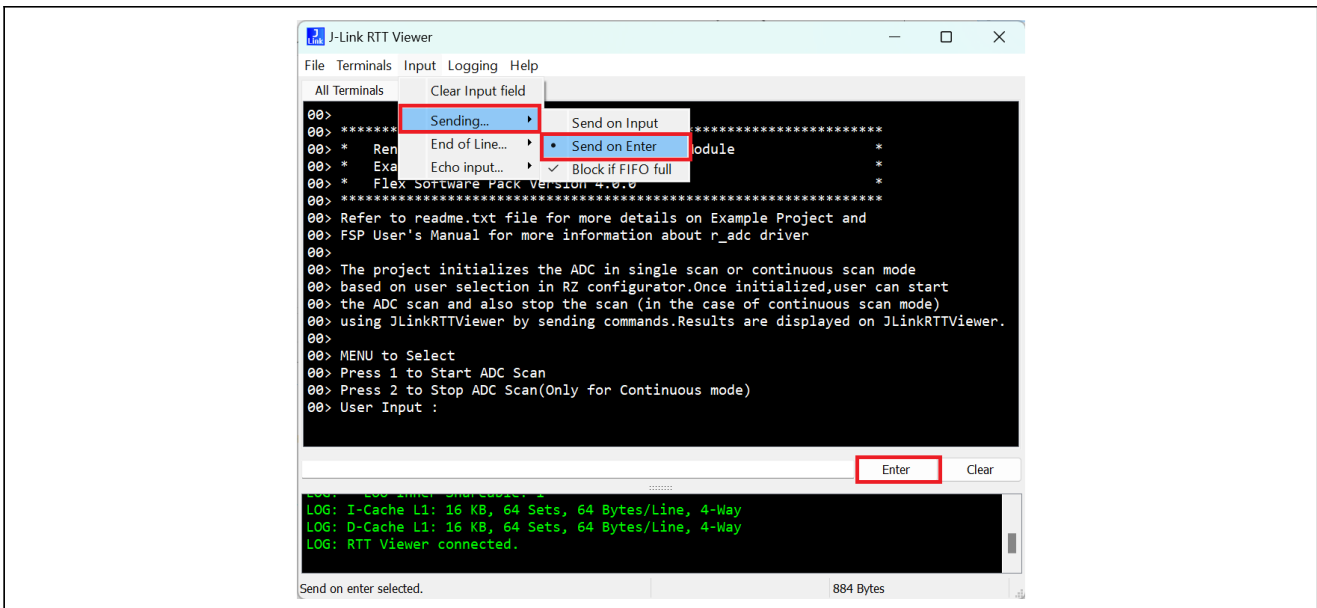 J-Link RTT Viewer
File Terminals Input Logging Help
All Terminals
Clear Input field
Sending...
End of Line...
Echo input...
Send on Input
Send on Enter
Block if FIFO full
00>
00> ******* ************************
00> * Ren odule *
00> * Exa *
00> * Flex Software Pack Version 4.0.0 *
00> *******************************************************************
00> Refer to readme.txt file for more details on Example Project and
00> FSP User's Manual for more information about r_adc driver
00>
00> The project initializes the ADC in single scan or continuous scan mode
00> based on user selection in RZ configurator.Once initialized,user can start
00> the ADC scan and also stop the scan (in the case of continuous scan mode)
00> using JLinkRTTViewer by sending commands.Results are displayed on JLinkRTTViewer.
00>
00> MENU to Select
00> Press 1 to Start ADC Scan
00> Press 2 to Stop ADC Scan(Only for Continuous mode)
00> User Input :
Enter Clear
LOG: I-Cache L1: 16 KB, 64 Sets, 64 Bytes/Line, 4-Way
LOG: D-Cache L1: 16 KB, 64 Sets, 64 Bytes/Line, 4-Way
LOG: RTT Viewer connected.
Send on enter selected. 884 Bytes